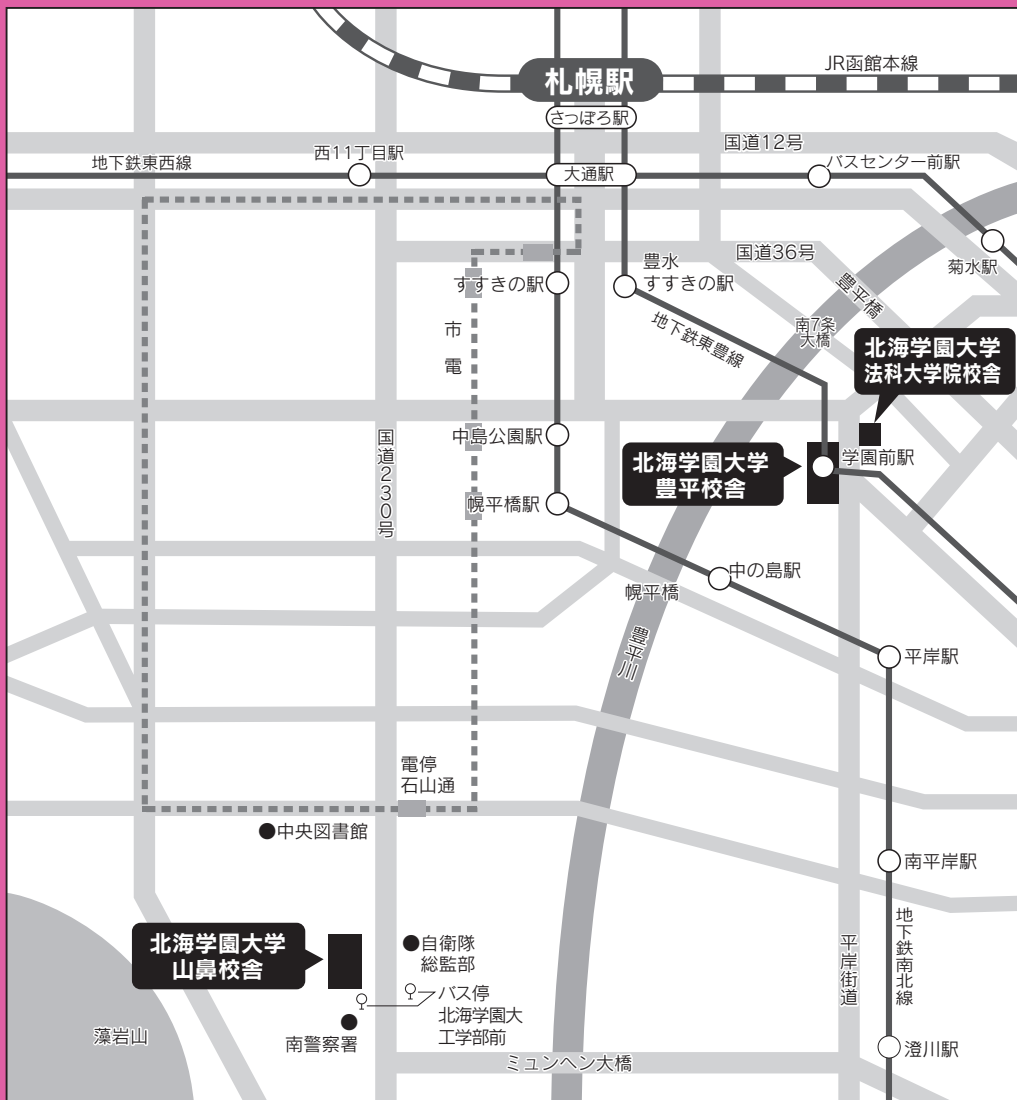 JR函館本線
札幌駅
さっぽろ駅
国道12号
地下鉄東西線
西11丁目駅
大通駅
バスセンター前駅
国道36号
豊水
すすきの駅
すすきの駅
菊水駅
豊平橋
南7条
大橋
地下鉄東豊線
市電
北海学園大学
法科大学院校舎
中島公園駅
国道230号
北海学園大学
豊平校舎
学園前駅
幌平橋駅
中の島駅
幌平橋
豊平川
平岸駅
電停
石山通
中央図書館
南平岸駅
地下鉄南北線
平岸街道
北海学園大学
山鼻校舎
自衛隊
総監部
バス停
北海学園大
工学部前
南警察署
藻岩山
ミュンヘン大橋
澄川駅